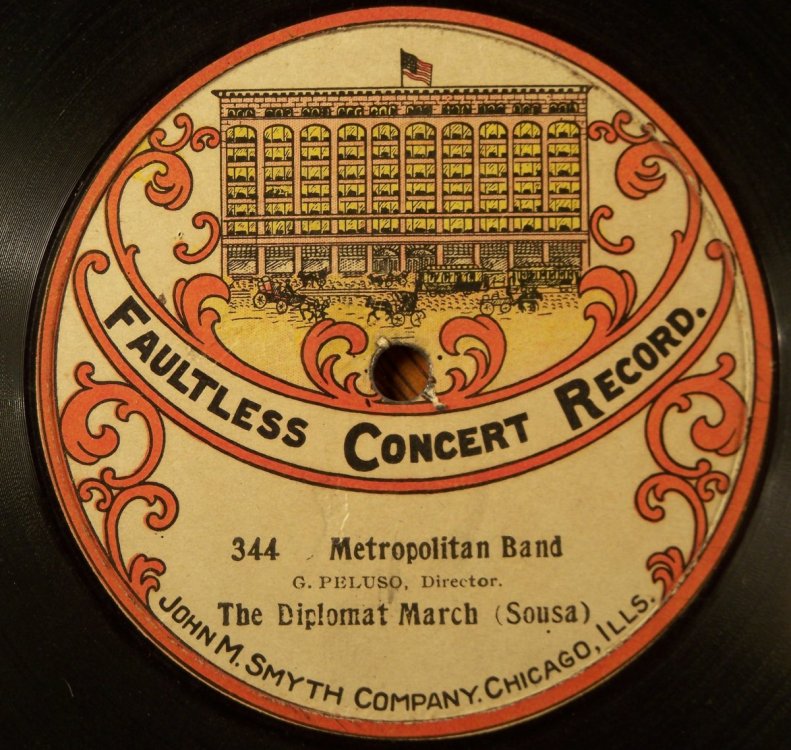 FAULTLESS CONCERT RECORD.
344 Metropolitan Band
G. PELUSO, Director.
The Diplomat March (Sousa)
JOHN M. SMYTH COMPANY. CHICAGO, ILLS.